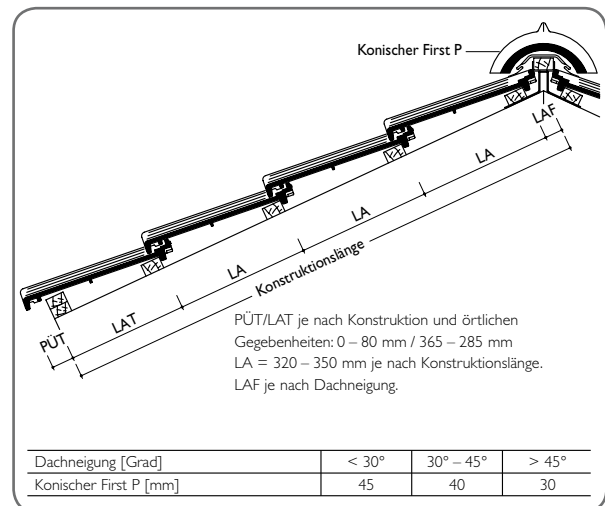 Konischer First P
LAF
LA
LA
LA
Konstruktionslänge
LAT
PÜT
PÜT/LAT je nach Konstruktion und örtlichen
Gegebenheiten: 0 – 80 mm / 365 – 285 mm
LA = 320 – 350 mm je nach Konstruktionslänge.
LAF je nach Dachneigung.
Dachneigung [Grad] < 30° 30° – 45° > 45°
Konischer First P [mm] 45 40 30